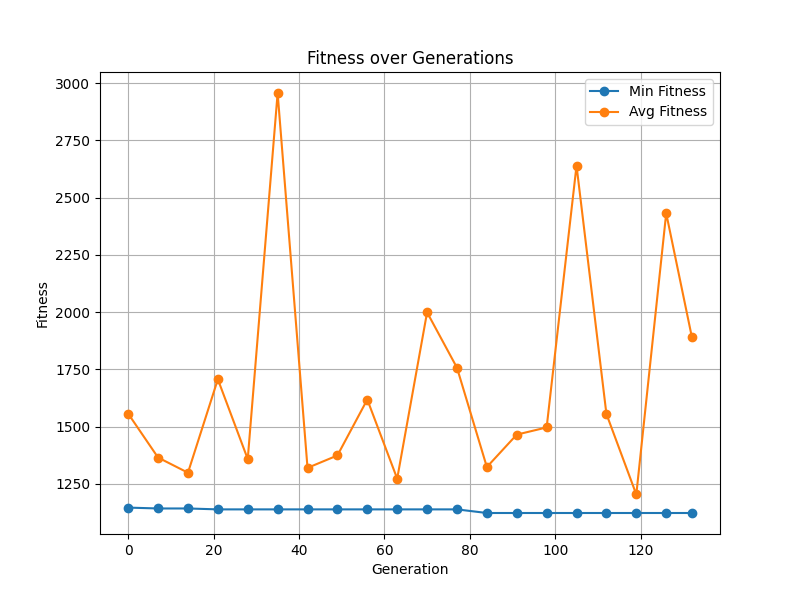 Fitness over Generations
Min Fitness
Avg Fitness
3000
2750
2500
2250
2000
1750
1500
1250
Fitness
0 20 40 60 80 100 120
Generation